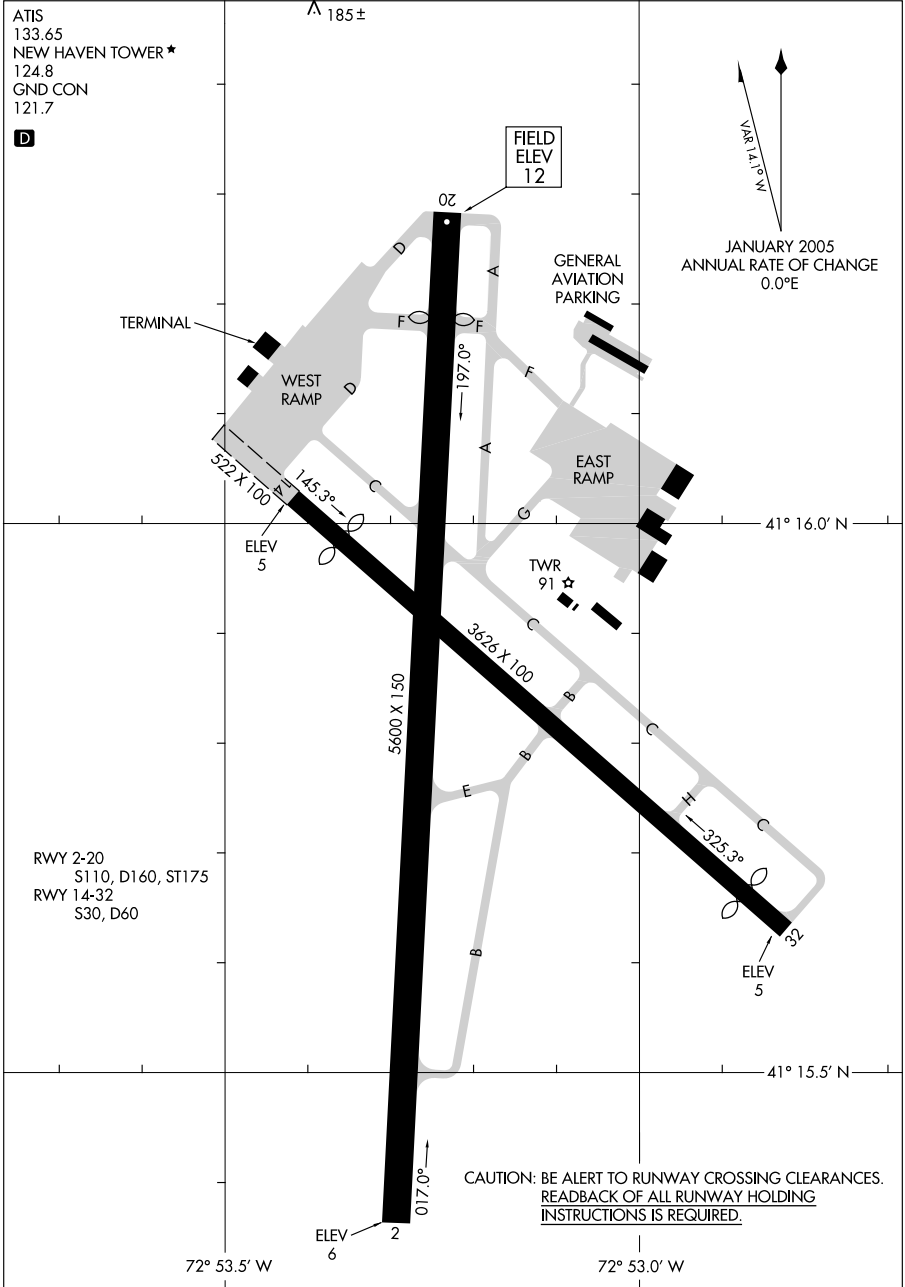 ATIS
133.65
NEW HAVEN TOWER★
124.8
GND CON
121.7
D
185±
VAR 14.1° W
JANUARY 2005
ANNUAL RATE OF CHANGE
0.0°E
FIELD
ELEV
12
20
D
A
GENERAL
AVIATION
PARKING
F
F
TERMINAL
197.0°
F
WEST
RAMP
D
A
EAST
RAMP
522 X 100
145.3°
C
G
ELEV
5
41° 16.0' N
TWR
91
C
3626 X 100
5600 X 150
B
C
B
E
H
C
325.3°
RWY 2-20
S110, D160, ST175
RWY 14-32
S30, D60
32
B
ELEV
5
41° 15.5' N
017.0°
CAUTION: BE ALERT TO RUNWAY CROSSING CLEARANCES.
READBACK OF ALL RUNWAY HOLDING
INSTRUCTIONS IS REQUIRED.
2
ELEV
6
72° 53.5' W
72° 53.0' W